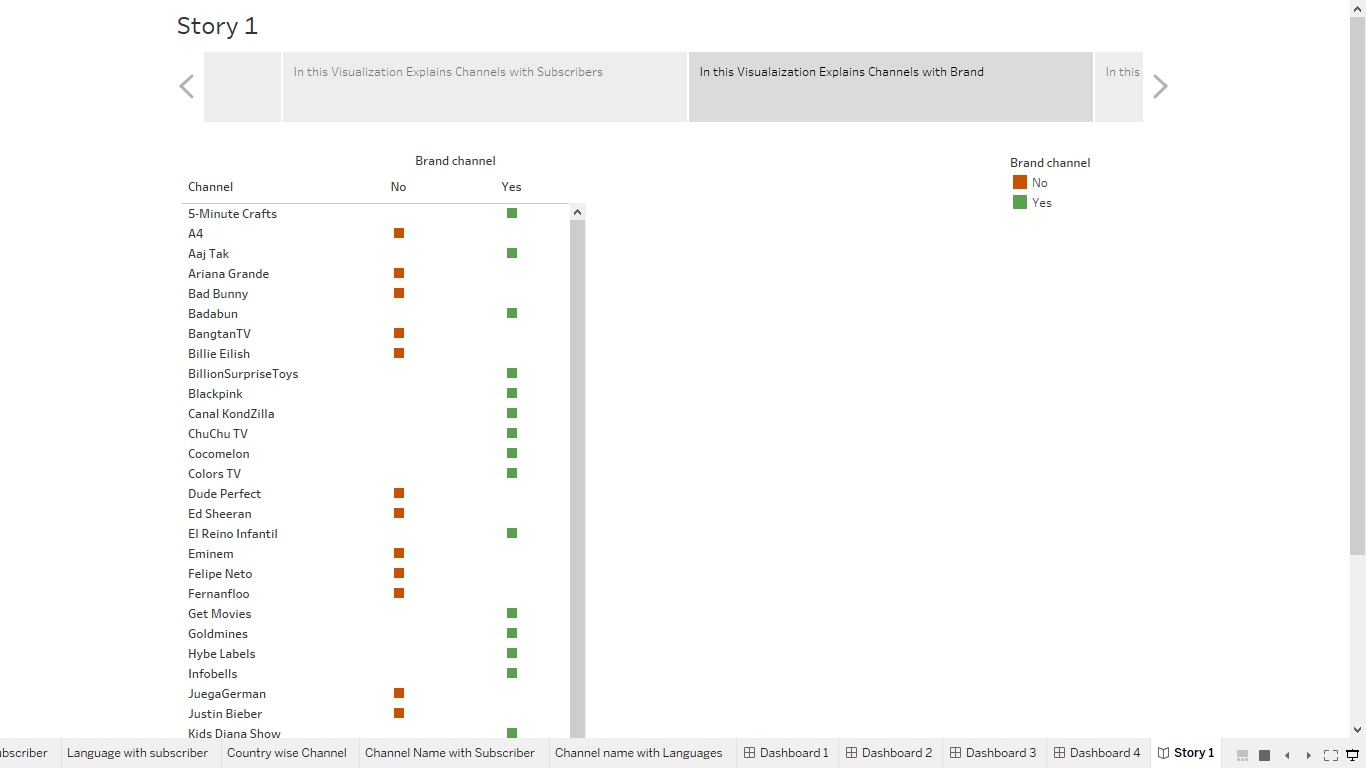 Story 1
In this Visualization Explains Channels with Subscribers
In this Visualaization Explains Channels with Brand
In this
Brand channel
Channel No Yes
5-Minute Crafts
A4
Aaj Tak
Ariana Grande
Bad Bunny
Badabun
BangtanTV
Billie Eilish
BillionSurpriseToys
Blackpink
Canal KondZilla
ChuChu TV
Cocomelon
Colors TV
Dude Perfect
Ed Sheeran
El Reino Infantil
Eminem
Felipe Neto
Fernanfloo
Get Movies
Goldmines
Hybe Labels
Infobells
JuegaGerman
Justin Bieber
Kids Diana Show
Brand channel
No
Yes
ubscriber Language with subscriber Country wise Channel Channel Name with Subscriber Channel name with Languages Dashboard 1 Dashboard 2 Dashboard 3 Dashboard 4 Story 1